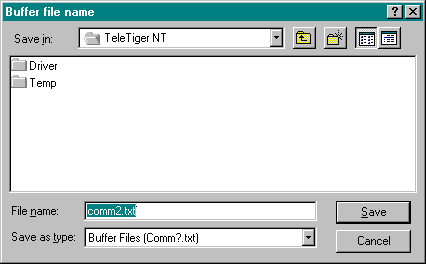 Buffer file name
Save in: TeleTiger NT
Driver
Temp
File name: comm2.txt Save
Save as type: Buffer Files (Comm?.txt) Cancel